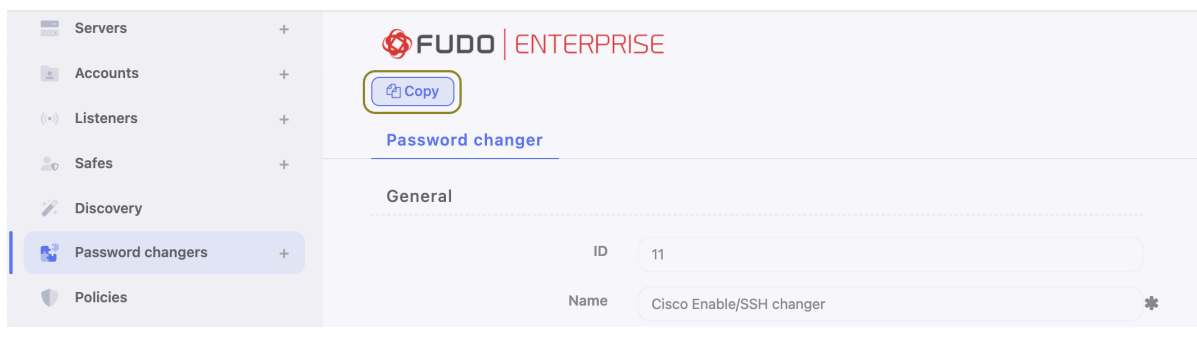 Servers +
Accounts +
Listeners +
Safes +
Discovery
Password changers +
Policies
FUDO | ENTERPRISE
Copy
Password changer
General
ID 11
Name Cisco Enable/SSH changer *